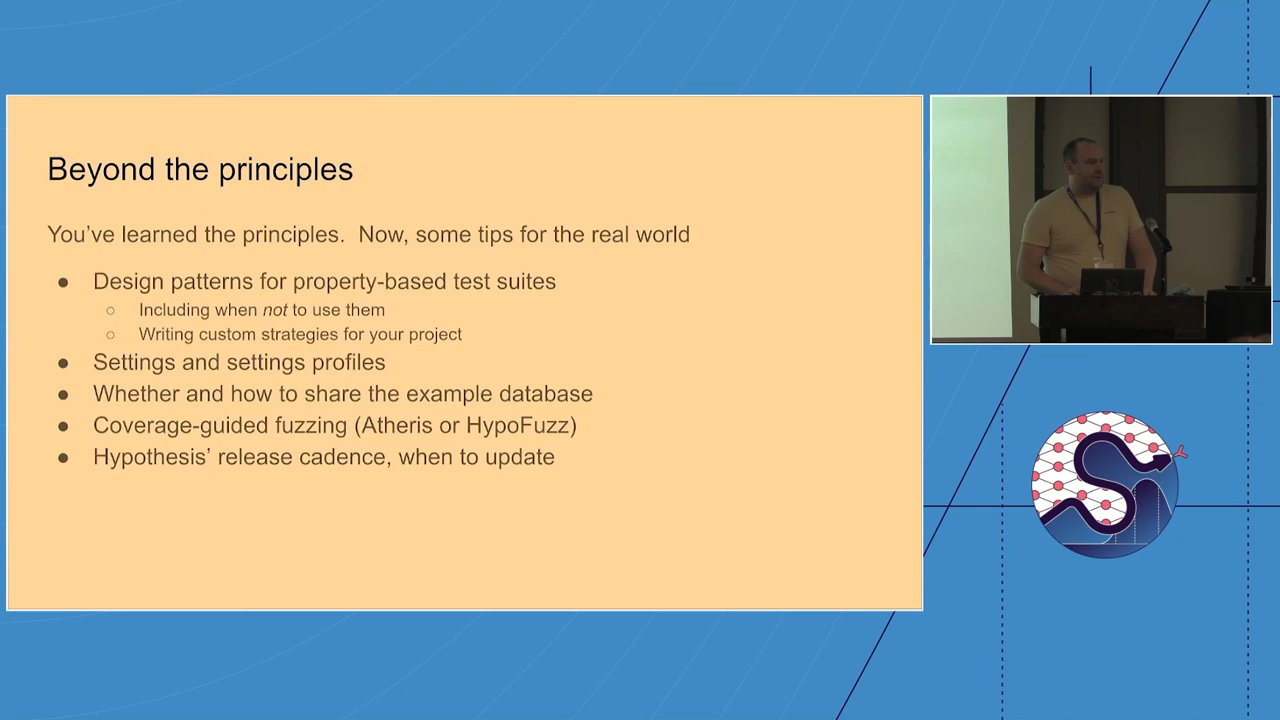 Beyond the principles
You've learned the principles.  Now, some tips for the real world
● Design patterns for property-based test suites
○ Including when not to use them
○ Writing custom strategies for your project
● Settings and settings profiles
● Whether and how to share the example database
● Coverage-guided fuzzing (Atheris or HypoFuzz)
● Hypothesis' release cadence, when to update